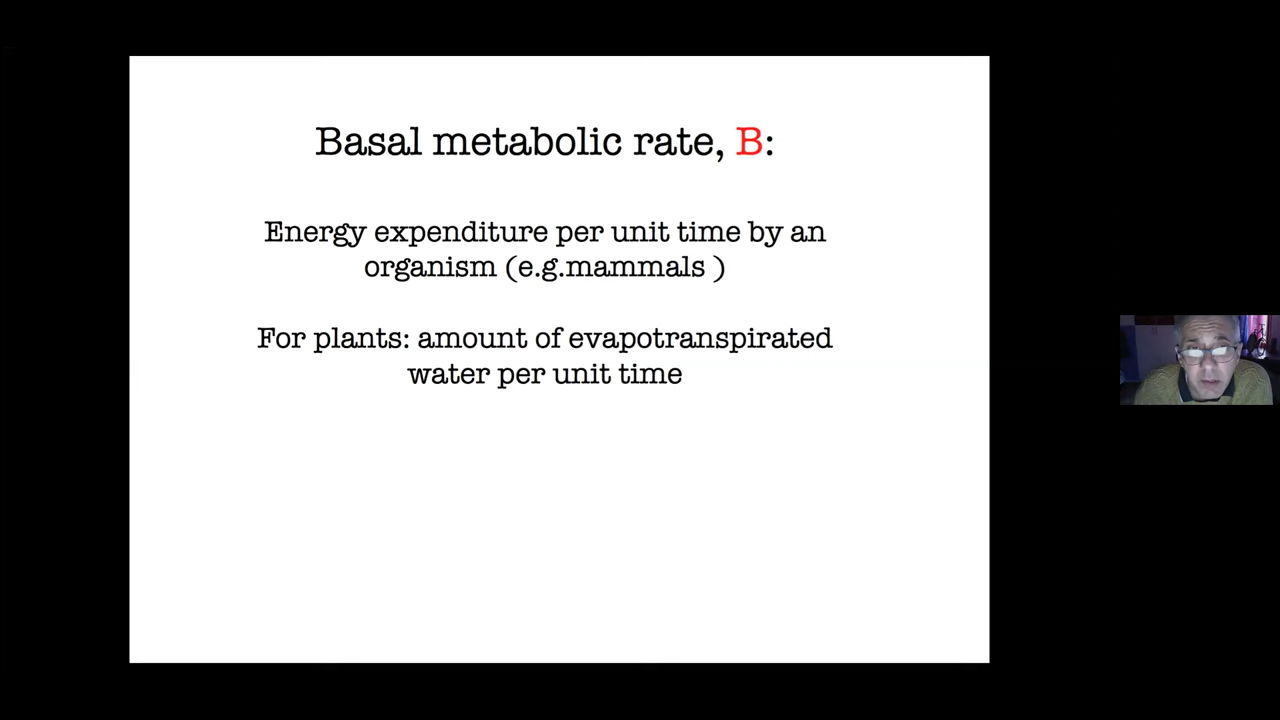 Basal metabolic rate, B:
Energy expenditure per unit time by an
organism (e.g.mammals )
For plants: amount of evapotranspirated
water per unit time